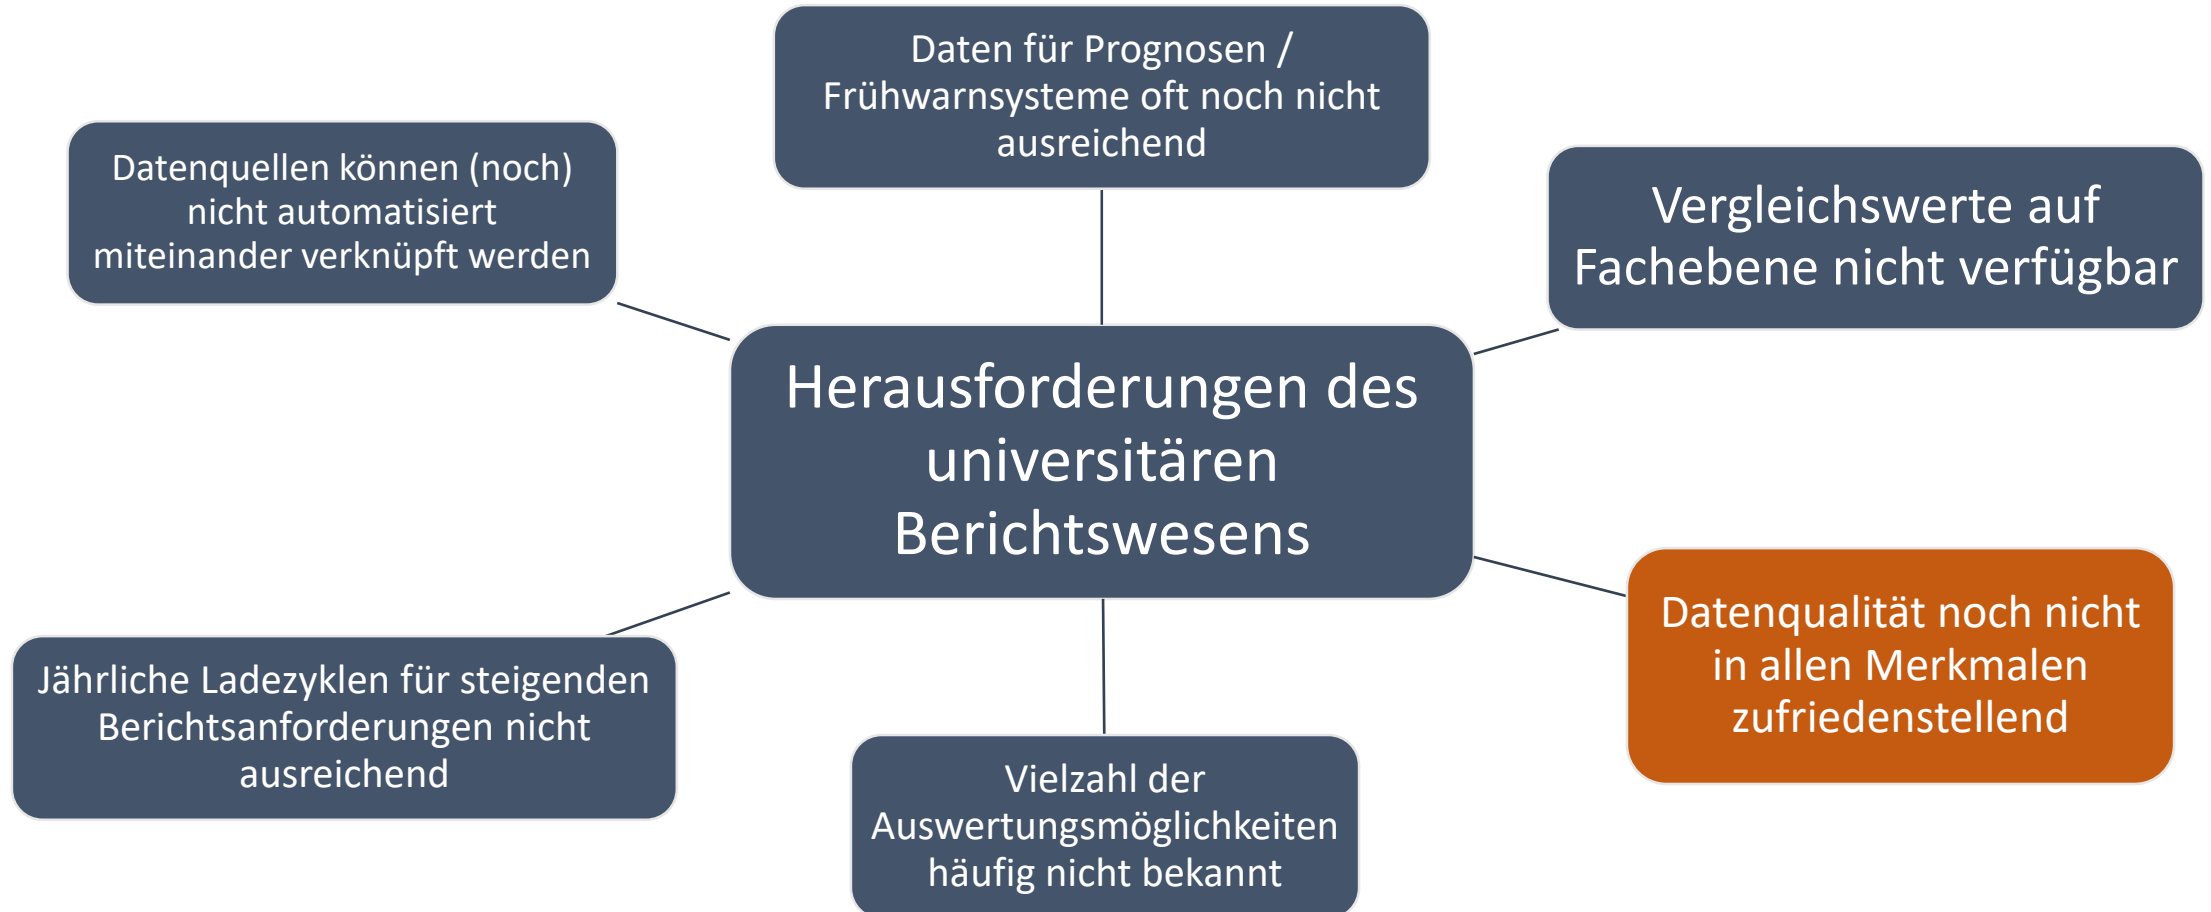 Daten für Prognosen /
Frühwarnsysteme oft noch nicht
ausreichend
Datenquellen können (noch)
nicht automatisiert
miteinander verknüpft werden
Vergleichswerte auf
Fachebene nicht verfügbar
Herausforderungen des
universitären
Berichtswesens
Datenqualität noch nicht
in allen Merkmalen
zufriedenstellend
Jährliche Ladezyklen für steigenden
Berichtsanforderungen nicht
ausreichend
Vielzahl der
Auswertungsmöglichkeiten
häufig nicht bekannt